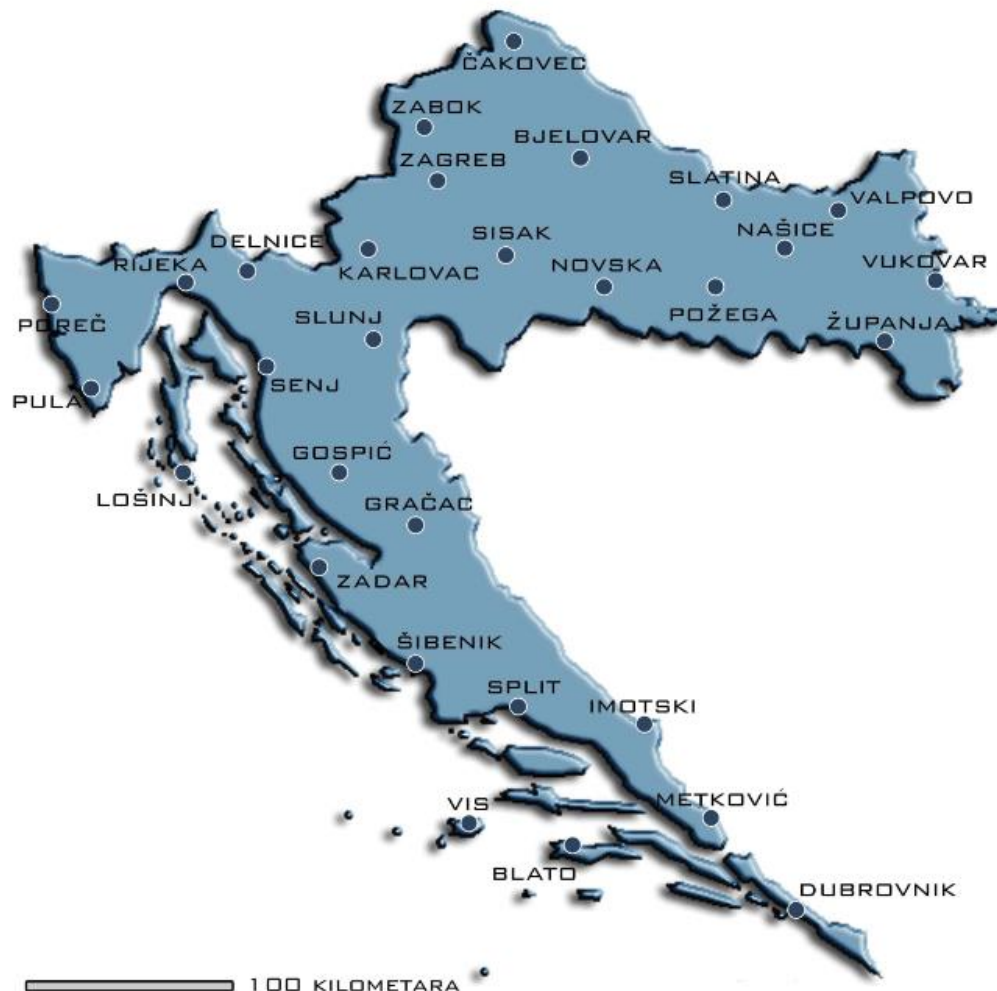 ČAKOVEC
ZABOK
BJELOVAR
ZAGREB
SLATINA
VALPOVO
DELNICE
SISAK
NAŠICE
RIJEKA
KARLOVAC
NOVSKA
VUKOVAR
POREČ
SLUNJ
POŽEGA
ŽUPANJA
SENJ
PULA
GOSPIĆ
LOŠINJ
GRAČAC
ZADAR
ŠIBENIK
SPLIT
IMOTSKI
VIS
METKOVIĆ
BLATO
DUBROVNIK
100 KILOMETARA